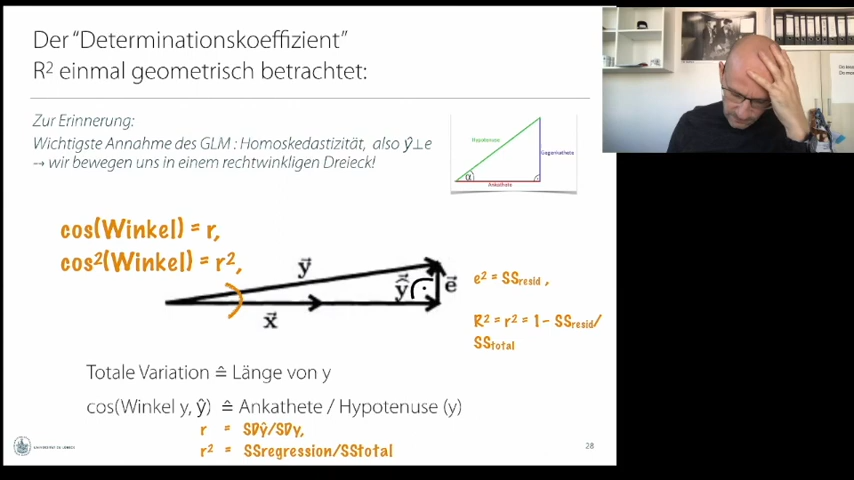 Der "Determinationskoeffizient"
R² einmal geometrisch betrachtet:
Zur Erinnerung:
Wichtigste Annahme des GLM : Homoskedastizität, also ŷ⊥e
→ wir bewegen uns in einem rechtwinkligen Dreieck!
Hypotenuse
Gegenkathete
α
Ankathete
cos(Winkel) = r,
cos²(Winkel) = r²,
y⃗
ŷ⃗
e⃗
x⃗
e² = SSresid ,
R² = r² = 1 - SSresid/
SStotal
Totale Variation ≙ Länge von y
cos(Winkel y, ŷ) ≙ Ankathete / Hypotenuse (y)
r = SDŷ/SDy,
r² = SSregression/SStotal
28